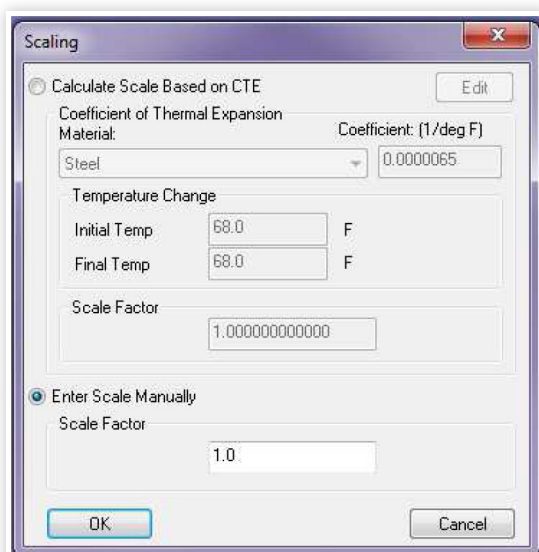 Scaling
Calculate Scale Based on CTE
Edit
Coefficient of Thermal Expansion
Material:
Coefficient: (1/deg F)
Steel
0.0000065
Temperature Change
Initial Temp
68.0
F
Final Temp
68.0
F
Scale Factor
1.000000000000
Enter Scale Manually
Scale Factor
1.0
OK
Cancel